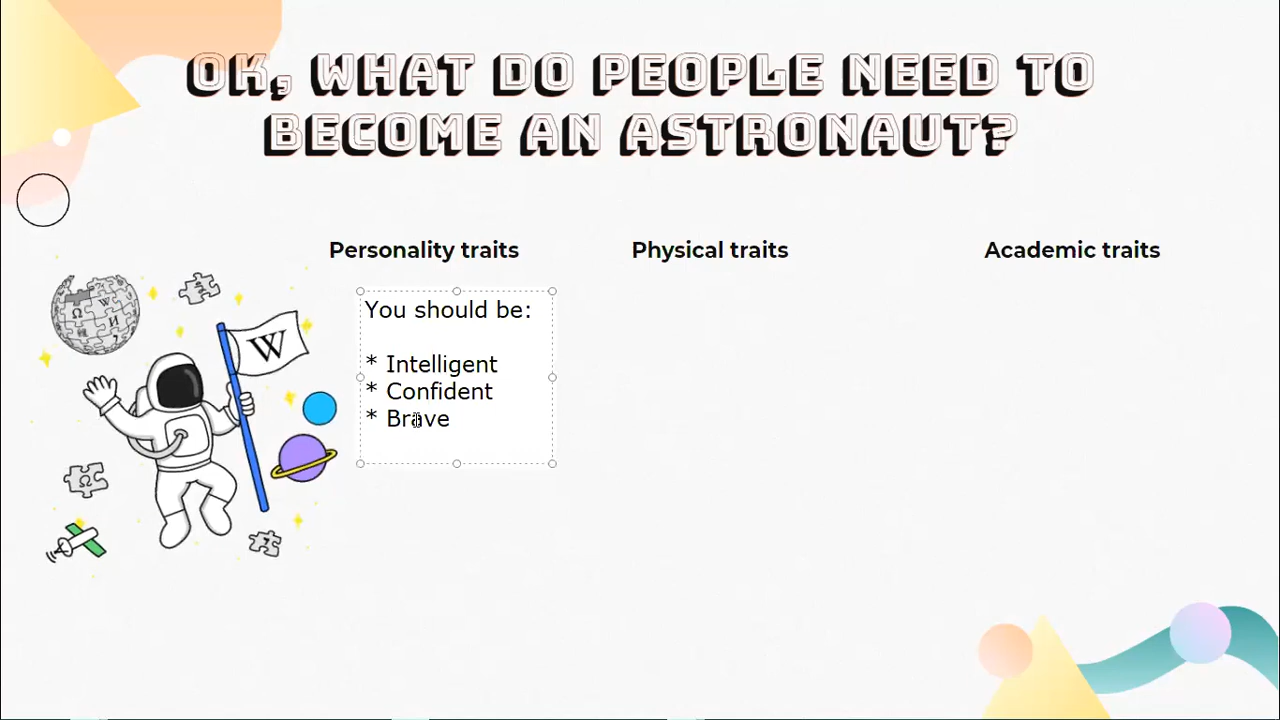 OK, WHAT DO PEOPLE NEED TO
BECOME AN ASTRONAUT?
Personality traits
Physical traits
Academic traits
You should be:
* Intelligent
* Confident
* Brave
W
Ω
W
И
Ω